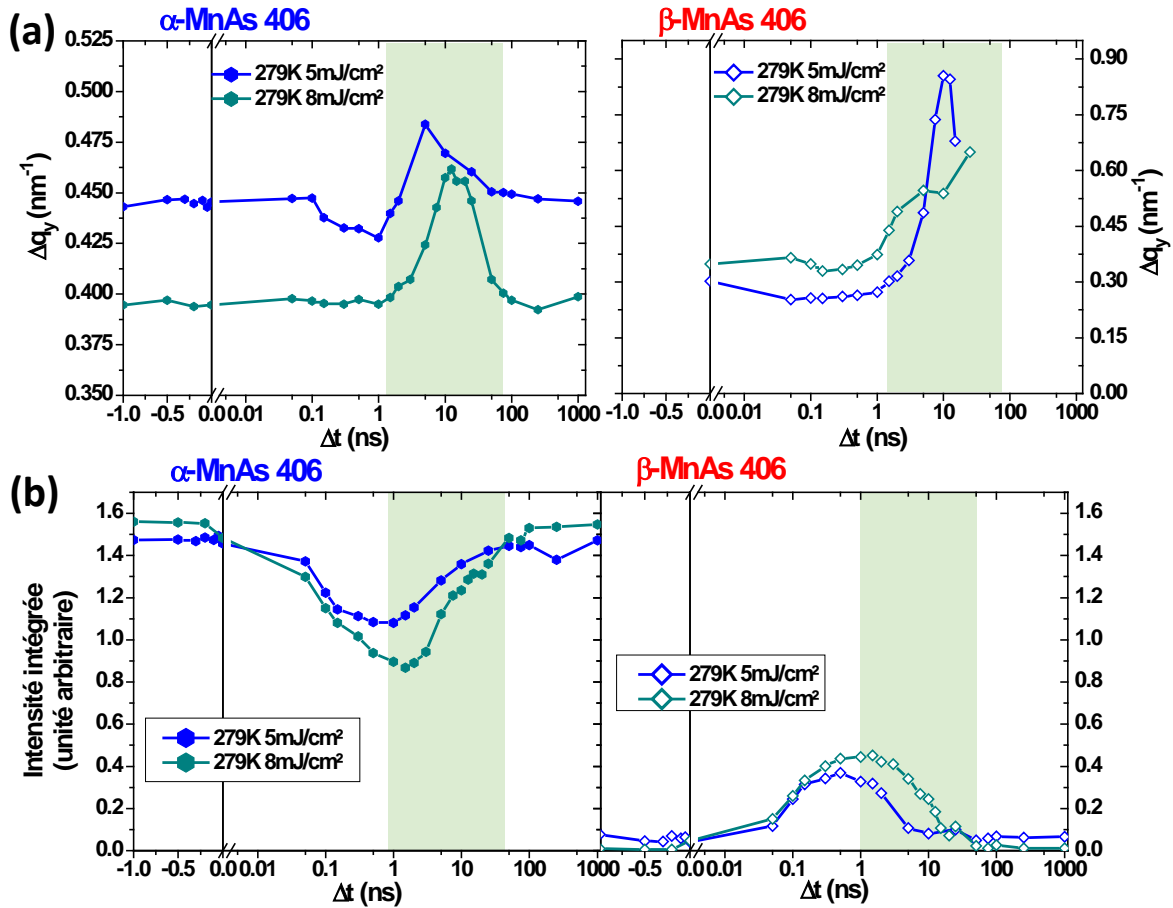 (a)
α-MnAs 406
β-MnAs 406
0.525
0.500
0.475
0.450
0.425
0.400
0.375
0.350
Δq_y (nm⁻¹)
279K 5mJ/cm²
279K 8mJ/cm²
-1.0 -0.5 0.0 0.01 0.1 1 10 100 1000
Δt (ns)
279K 5mJ/cm²
279K 8mJ/cm²
0.90
0.75
0.60
0.45
0.30
0.15
0.00
Δq_y (nm⁻¹)
-1.0 -0.5 0.0 0.01 0.1 1 10 100 1000
Δt (ns)
(b)
α-MnAs 406
β-MnAs 406
1.6
1.4
1.2
1.0
0.8
0.6
0.4
0.2
0.0
Intensité intégrée
(unité arbitraire)
279K 5mJ/cm²
279K 8mJ/cm²
-1.0 -0.5 0.0 0.01 0.1 1 10 100
Δt (ns)
279K 5mJ/cm²
279K 8mJ/cm²
1.6
1.4
1.2
1.0
0.8
0.6
0.4
0.2
0.0
-0.5 0.0 0.01 0.1 1 10 100 1000
Δt (ns)